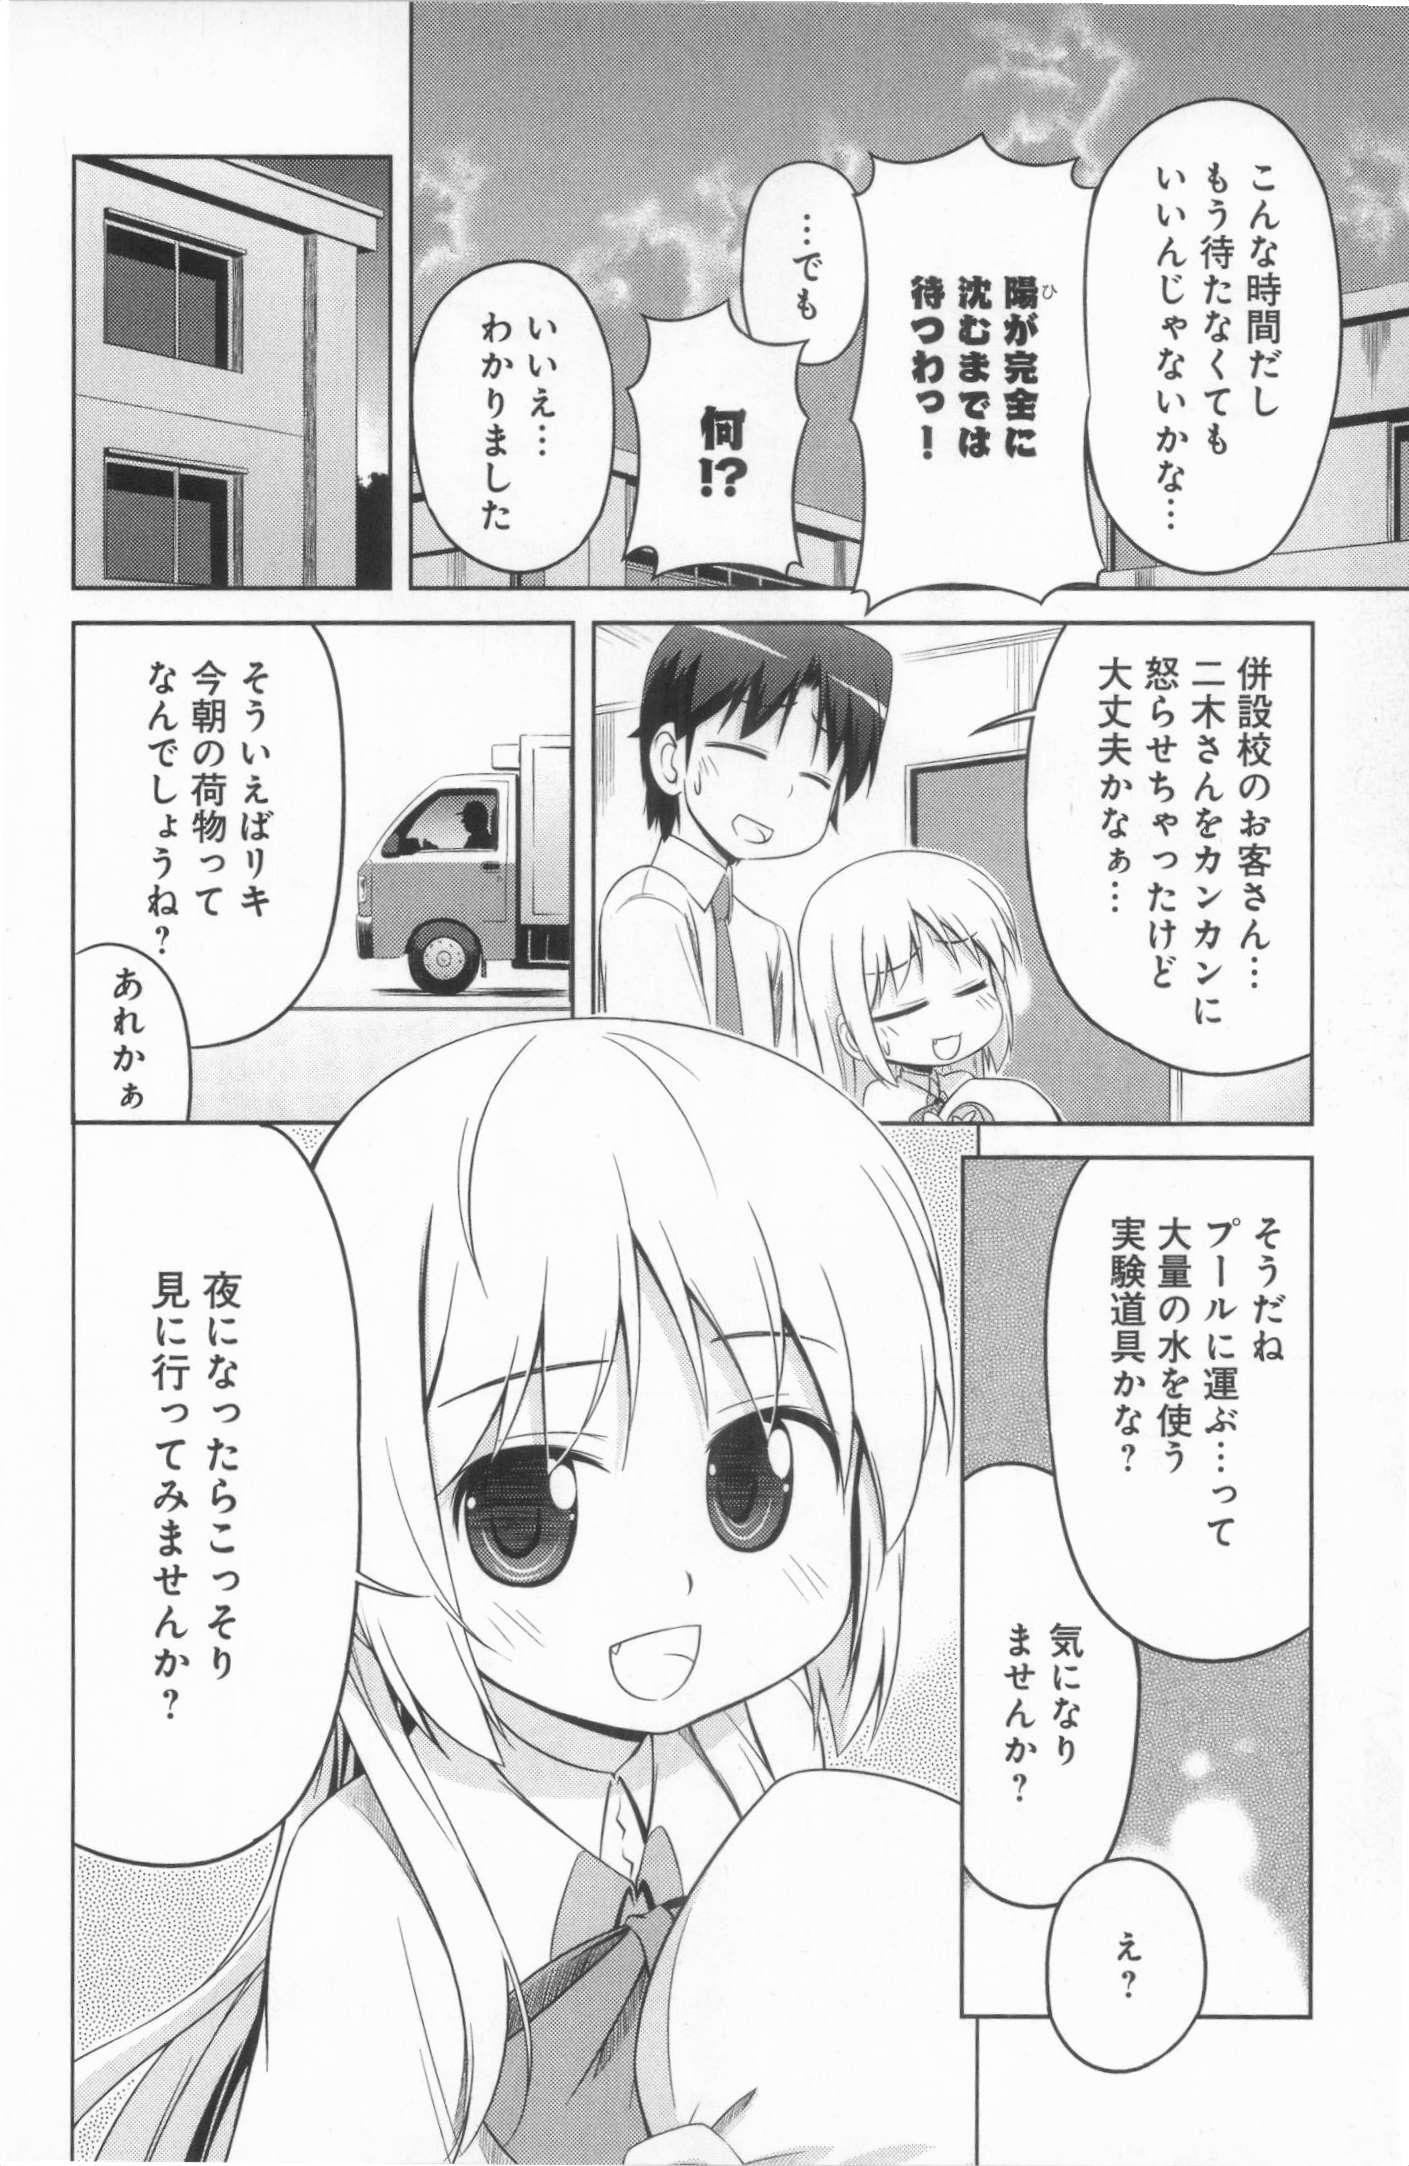 こんな時間だし
もう待たなくても
いいんじゃないかな…
陽が完全に
ひ
沈むまでは
待つわっ！
…でも
何!?
いいえ…
わかりました
併設校のお客さん…
二木さんをカンカンに
怒らせちゃったけど
大丈夫かなぁ…
そういえばリキ
今朝の荷物って
なんでしょうね？
あれかぁ
そうだね
プールに運ぶ…って
大量の水を使う
実験道具かな？
気になり
ませんか？
え？
夜になったらこっそり
見に行ってみませんか？